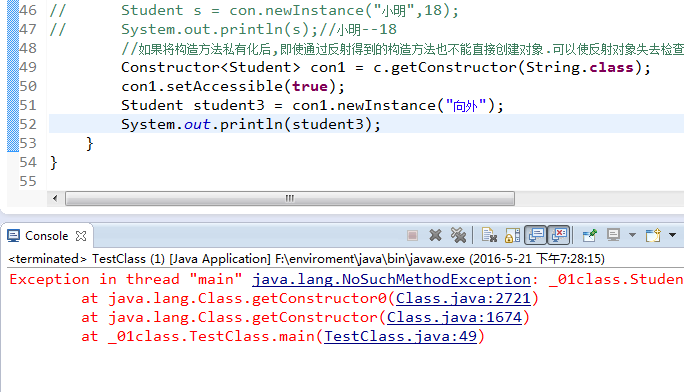 46 //      Student s = con.newInstance("小明",18);
47 //      System.out.println(s);//小明--18
48         //如果将构造方法私有化后,即使通过反射得到的构造方法也不能直接创建对象.可以使反射对象失去检查
49         Constructor<Student> con1 = c.getConstructor(String.class);
50         con1.setAccessible(true);
51         Student student3 = con1.newInstance("向外");
52         System.out.println(student3);
53     }
54 }
55
Console
<terminated> TestClass (1) [Java Application] F:\enviroment\java\bin\javaw.exe (2016-5-21 下午7:28:15)
Exception in thread "main" java.lang.NoSuchMethodException: _01class.Studen
at java.lang.Class.getConstructor0(Class.java:2721)
at java.lang.Class.getConstructor(Class.java:1674)
at _01class.TestClass.main(TestClass.java:49)